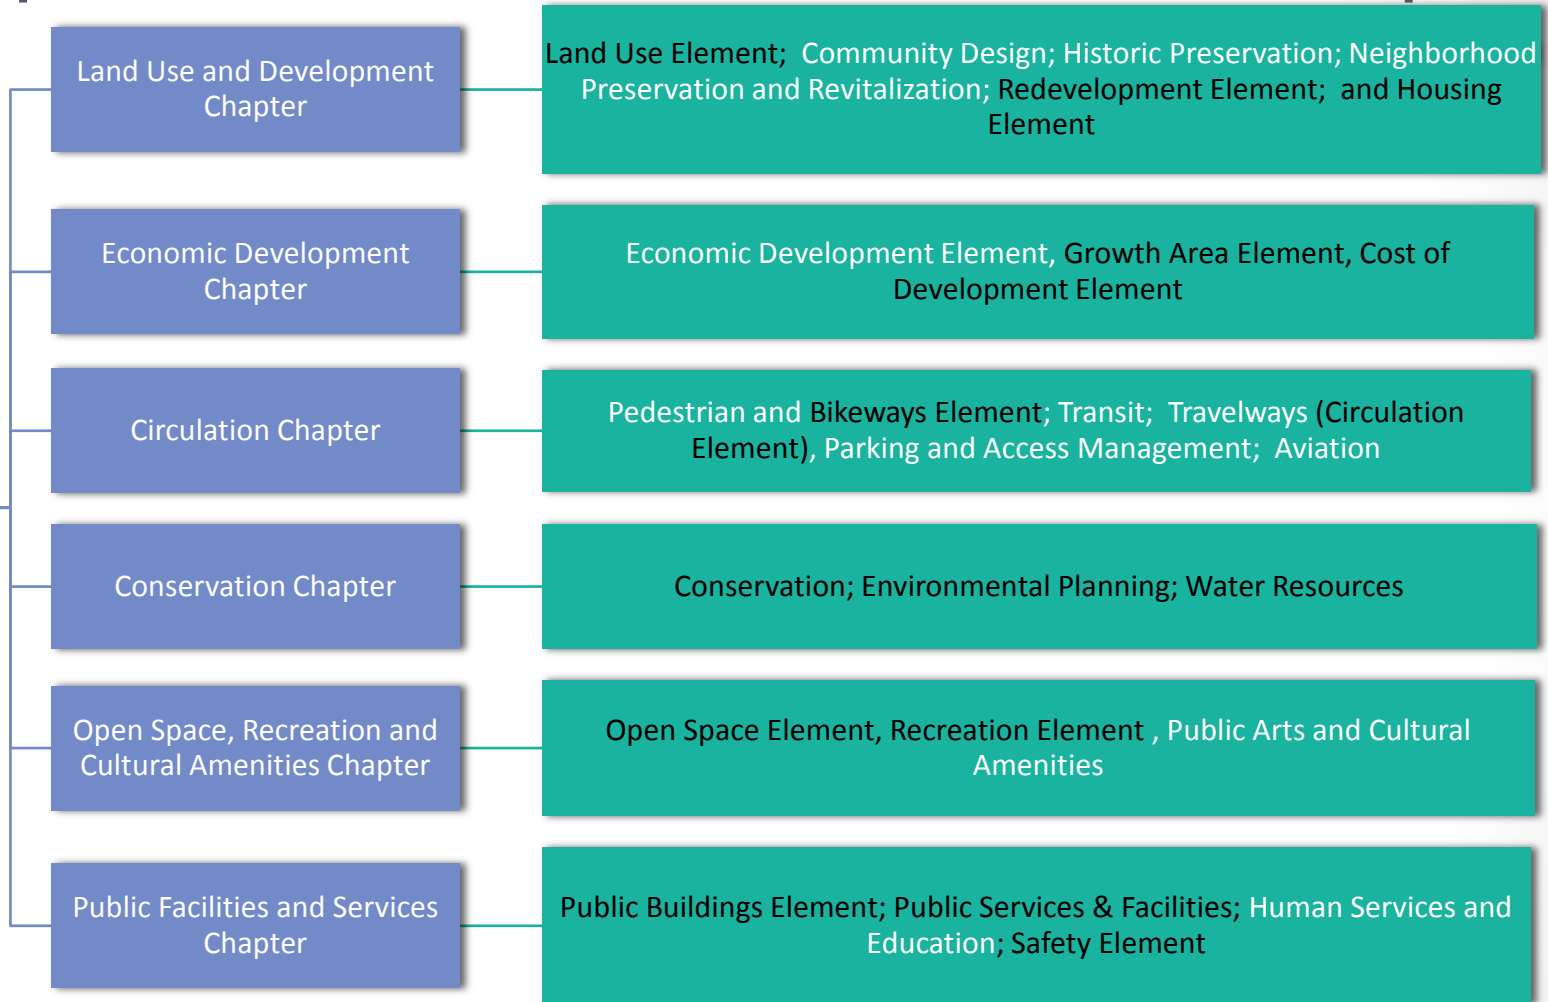 Land Use and Development
Chapter
Land Use Element;  Community Design; Historic Preservation; Neighborhood
Preservation and Revitalization; Redevelopment Element;  and Housing
Element
Economic Development
Chapter
Economic Development Element, Growth Area Element, Cost of
Development Element
Circulation Chapter
Pedestrian and Bikeways Element; Transit;  Travelways (Circulation
Element), Parking and Access Management;  Aviation
Conservation Chapter
Conservation; Environmental Planning; Water Resources
Open Space, Recreation and
Cultural Amenities Chapter
Open Space Element, Recreation Element , Public Arts and Cultural
Amenities
Public Facilities and Services
Chapter
Public Buildings Element; Public Services & Facilities; Human Services and
Education; Safety Element